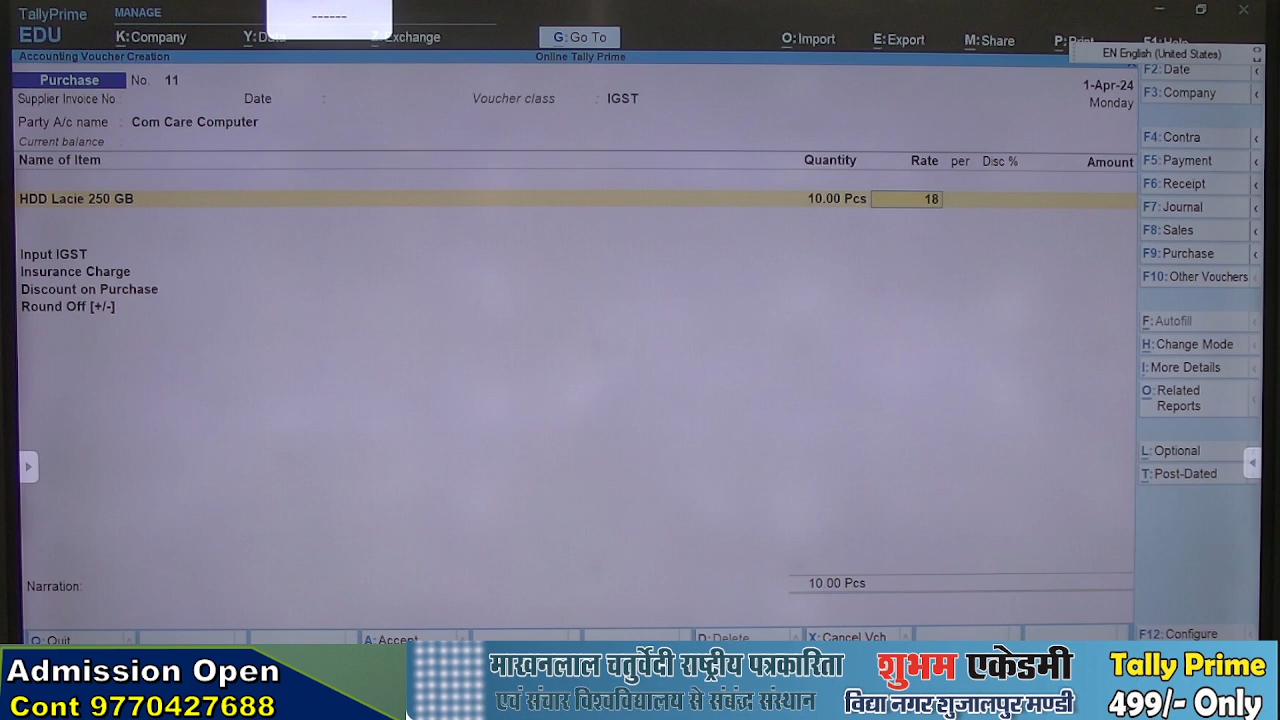 TallyPrime
EDU
MANAGE
K: Company
Y: Data
Z: Exchange
------
G: Go To
O: Import
E: Export
M: Share
P: Print
F1: Help
EN English (United States)
Accounting Voucher Creation
Online Tally Prime
Purchase No. 11
1-Apr-24
Monday
Supplier Invoice No
Date :
Voucher class : IGST
Party A/c name : Com Care Computer
Current balance :
Name of Item Quantity Rate per Disc % Amount
HDD Lacie 250 GB 10.00 Pcs 18
Input IGST
Insurance Charge
Discount on Purchase
Round Off [+/-]
Narration:
10 00 Pcs
F2: Date
F3: Company
F4: Contra
F5: Payment
F6: Receipt
F7: Journal
F8: Sales
F9: Purchase
F10: Other Vouchers
F: Autofill
H: Change Mode
I: More Details
O: Related
Reports
L: Optional
T: Post-Dated
F12: Configure
Q: Quit
A: Accept
D: Delete
X: Cancel Vch
Admission Open
Cont 9770427688
माखनलाल चतुर्वेदी राष्ट्रीय पत्रकारिता
एवं संचार विश्वविद्यालय से संबंद्ध संस्थान
शुभम एकेडमी
विद्या नगर शुजालपुर मण्डी
Tally Prime
499/- Only